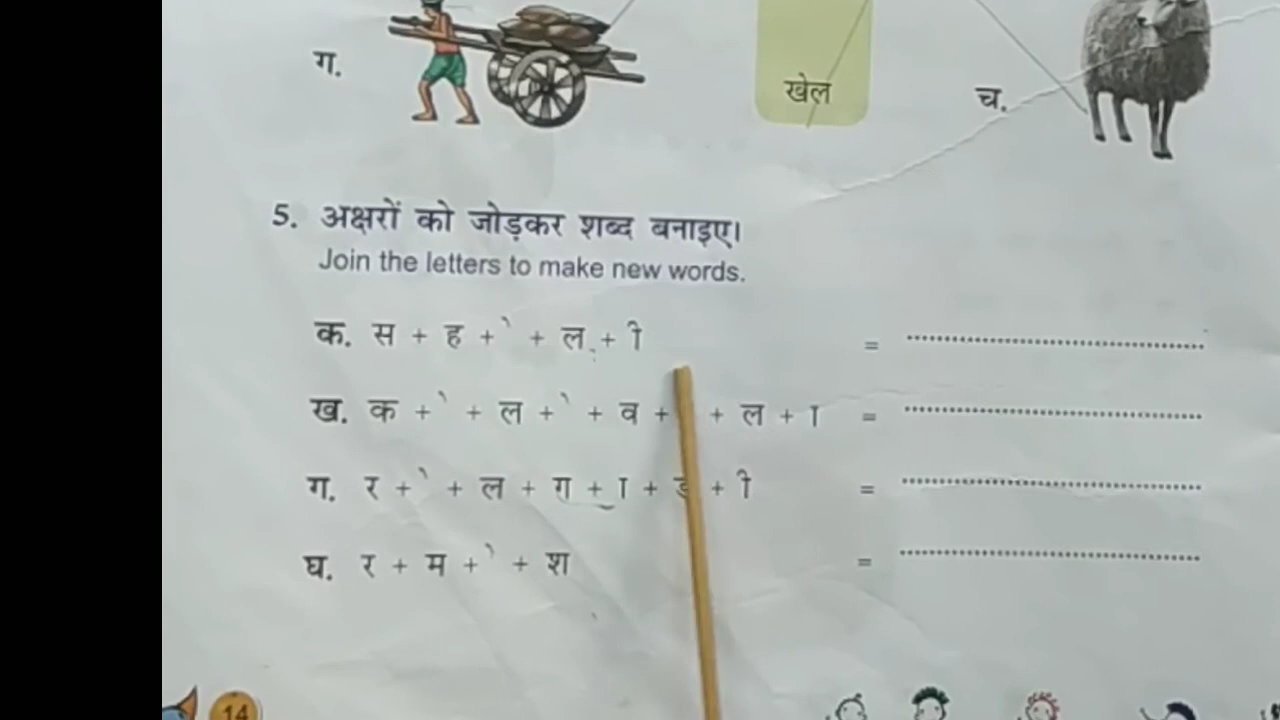 ग.
खेल
च.
5. अक्षरों को जोड़कर शब्द बनाइए।
Join the letters to make new words.
क. स + ह + े + ल + ी = ........................
ख. क + े + ल + े + व + + ल + ा = ........................
ग. र + े + ल + ग + ा + ड़ + ी = ........................
घ. र + म + े + श = ........................
14